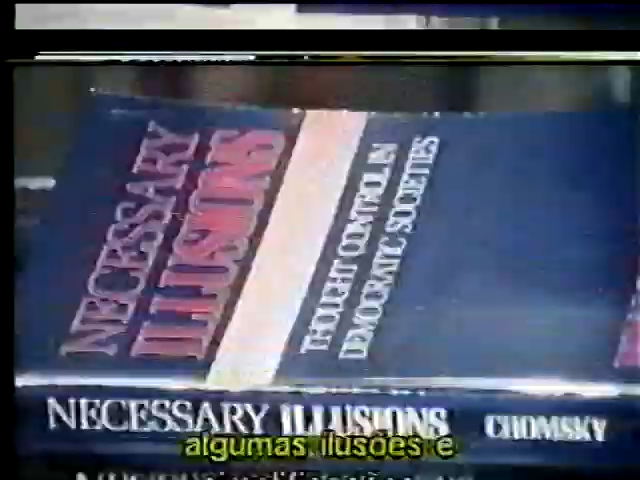 NECESSARY
ILLUSIONS
THOUGHT CONTROL IN
DEMOCRATIC SOCIETIES
NECESSARY ILLUSIONS CHOMSKY
algumas ilusões e